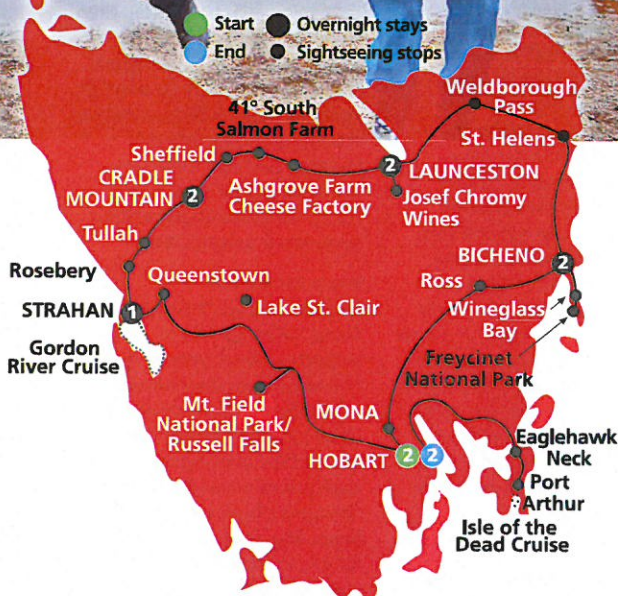 Start
Overnight stays
End
Sightseeing stops
Weldborough
Pass
41° South
Salmon Farm
St. Helens
Sheffield
CRADLE
MOUNTAIN
2
Ashgrove Farm
Cheese Factory
2
LAUNCESTON
Josef Chromy
Wines
Tullah
Rosebery
Queenstown
BICHENO
2
Ross
STRAHAN
1
Lake St. Clair
Wineglass
Bay
Gordon
River Cruise
Freycinet
National Park
Mt. Field
National Park/
Russell Falls
MONA
HOBART
2
2
Eaglehawk
Neck
Port
Arthur
Isle of the
Dead Cruise